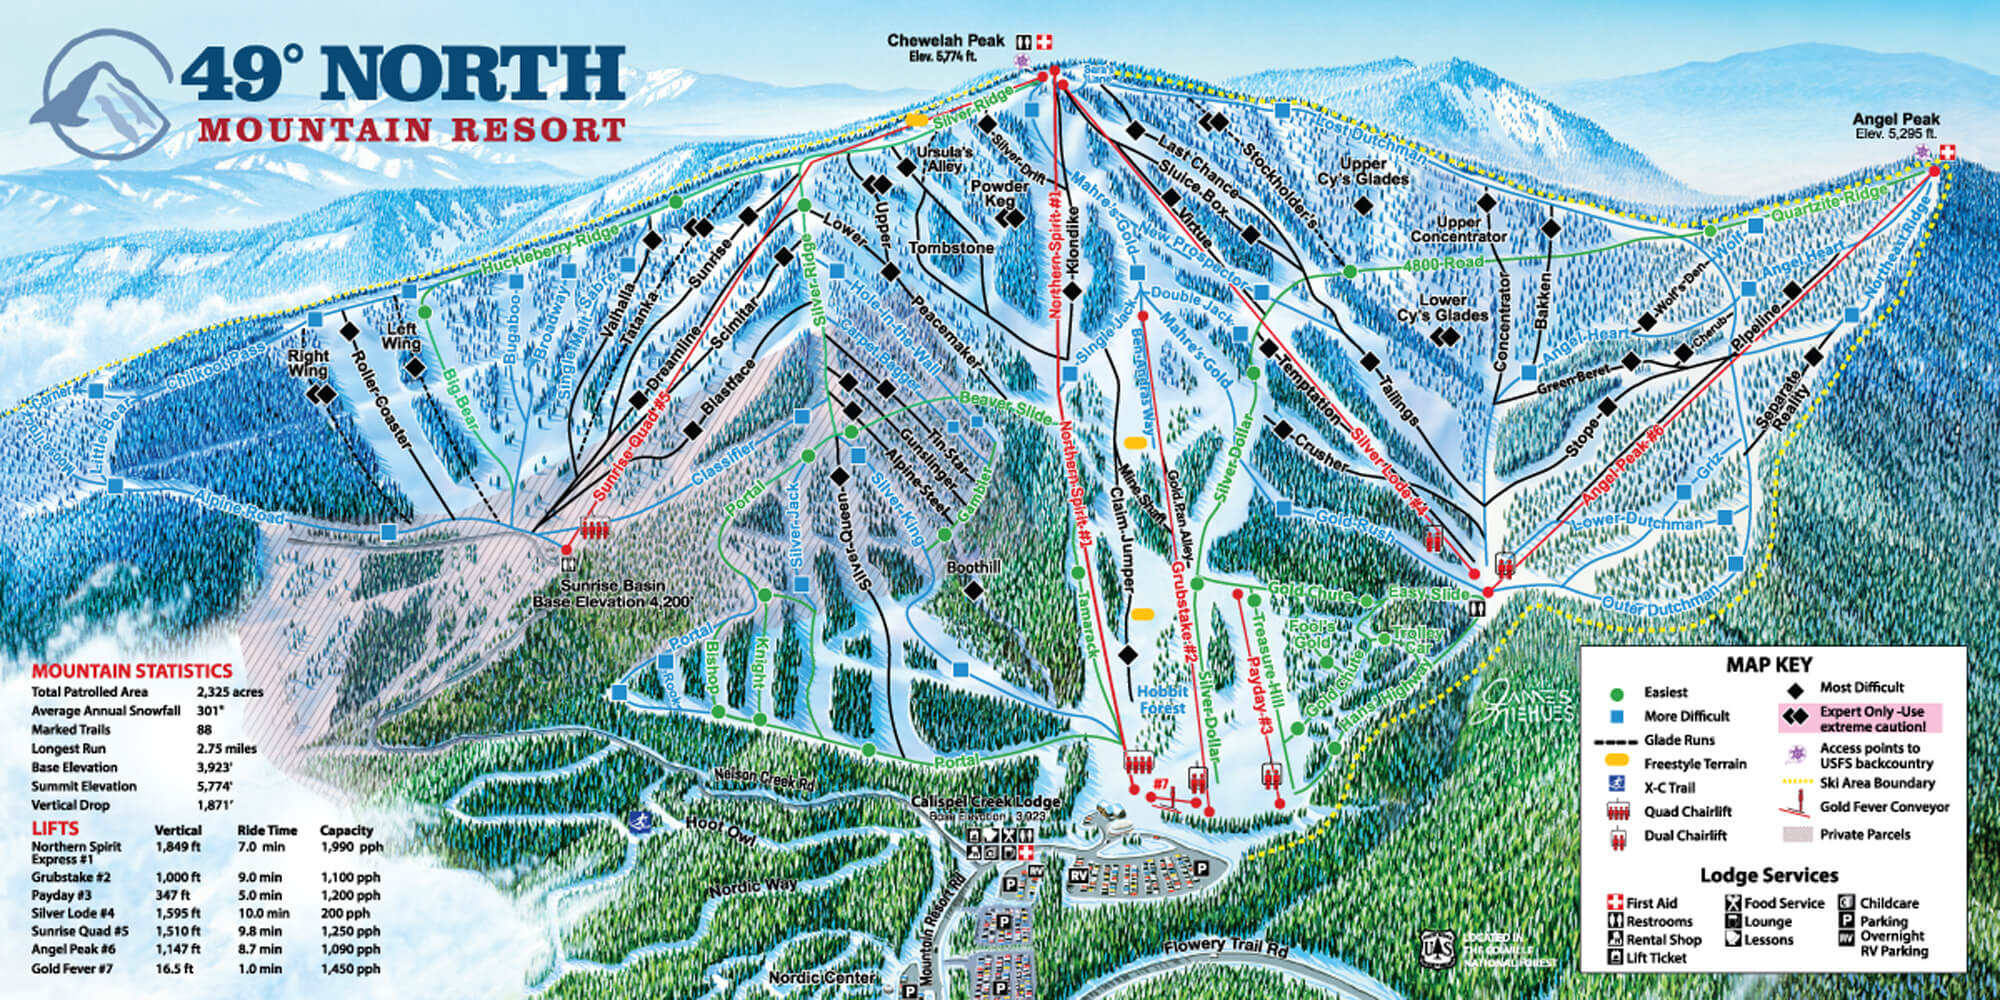 49° NORTH
MOUNTAIN RESORT
Chewelah Peak
Elev. 5,774 ft.
Angel Peak
Elev. 5,295 ft.
Sara's
Lane
Silver Ridge
Lost Dutchman
Quartzite Ridge
Northeast Ridge
Huckleberry Ridge
Chilkoot Pass
Little Bear
Alpine Road
Right
Wing
Roller Coaster
Left
Wing
Big Bear
Bugaboo
Broadway
Single Malt
Sabre
Valhalla
Tatanka
Sunrise
Dreamline
Scimitar
Sunrise Quad #5
Blastface
Classifier
Silver Ridge
Lower
Upper
Ursula's
Alley
Silver Drift
Powder
Keg
Tombstone
Peacemaker
Hole-in-the-Wall
Carpet Bagger
Beaver Slide
Tin Star
Gunslinger
Alpine Steel
Gambler
Silver King
Silver Queen
Silver Jack
Portal
Boothill
Northern Spirit #1
Klondike
Mahre's Gold
New Prospector
Last Chance
Sluice Box
Virtue
Stockholder's
Upper
Cy's Glades
Upper
Concentrator
4800 Road
Lower
Cy's Glades
Concentrator
Bakken
Wolf's Den
Wolf
Angel Heart
Angel Heart
Cherub
Pipeline
Green Beret
Stope
Separate
Reality
Angel Peak #6
Griz
Lower Dutchman
Outer Dutchman
Single Jack
Double Jack
Mahre's Gold
Temptation
Tailings
Silver Lode #4
Crusher
Silver Dollar
Gold Rush
Northern Spirit #1
Claim Jumper
Mine Shaft
Gold Pan Alley
Grubstake #2
Tamarack
Hobbit
Forest
Silver Dollar
Payday #3
Treasure Hill
Gold Chute
Easy Slide
Fool's
Gold
Trolley
Car
Gold Chute
Hans Highway
Sunrise Basin
Base Elevation 4,200'
Portal
Rook
Bishop
Knight
Portal
#7
Nelson Creek Rd
Hoot Owl
Nordic Way
Nordic Center
Calispel Creek Lodge
Base Elevation 3,923'
Mountain Resort Rd
Flowery Trail Rd
RV
RV
P
P
P
P
P
JAMES
NIEHUES
UAS
LOCATED IN
THE COLVILLE
NATIONAL FOREST
MOUNTAIN STATISTICS
Total Patrolled Area 2,325 acres
Average Annual Snowfall 301"
Marked Trails 88
Longest Run 2.75 miles
Base Elevation 3,923'
Summit Elevation 5,774'
Vertical Drop 1,871'
LIFTS Vertical Ride Time Capacity
Northern Spirit 1,849 ft 7.0 min 1,990 pph
Express #1
Grubstake #2 1,000 ft 9.0 min 1,100 pph
Payday #3 347 ft 5.0 min 1,200 pph
Silver Lode #4 1,595 ft 10.0 min 200 pph
Sunrise Quad #5 1,510 ft 9.8 min 1,250 pph
Angel Peak #6 1,147 ft 8.7 min 1,090 pph
Gold Fever #7 16.5 ft 1.0 min 1,450 pph
MAP KEY
Easiest
More Difficult
Glade Runs
Freestyle Terrain
X-C Trail
Quad Chairlift
Dual Chairlift
Most Difficult
Expert Only -Use
extreme caution!
Access points to
USFS backcountry
Ski Area Boundary
Gold Fever Conveyor
Private Parcels
Lodge Services
First Aid
Restrooms
Rental Shop
Lift Ticket
Food Service
Lounge
Lessons
Childcare
P Parking
RV Overnight
RV Parking